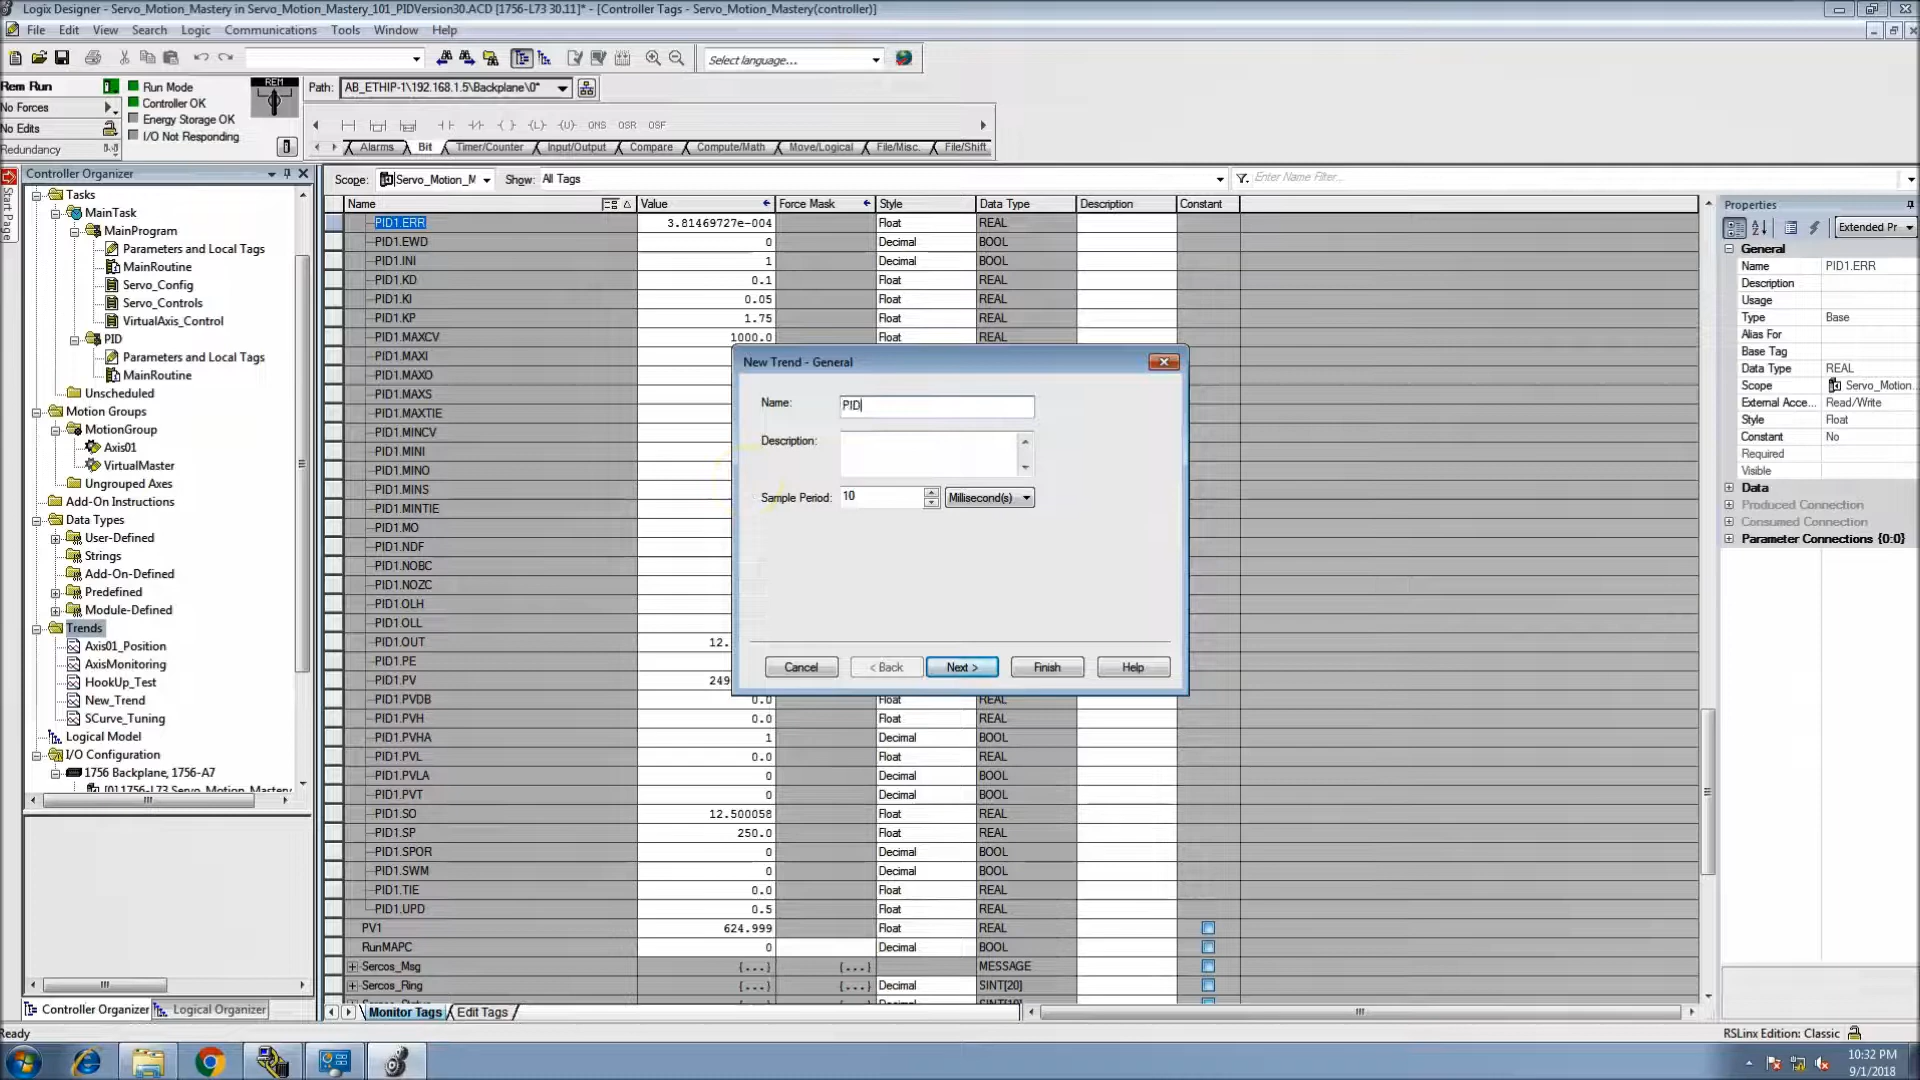 Logix Designer - Servo_Motion_Mastery in Servo_Motion_Mastery_101_PIDVersion30.ACD [1756-L73 30.11]* - [Controller Tags - Servo_Motion_Mastery(controller)]
File Edit View Search Logic Communications Tools Window Help
Select language...
Rem Run
No Forces
No Edits
Redundancy
Run Mode
Controller OK
Energy Storage OK
I/O Not Responding
REM
Path: AB_ETHIP-1\192.168.1.5\Backplane\0*
ONS OSR OSF
Alarms Bit Timer/Counter Input/Output Compare Compute/Math Move/Logical File/Misc. File/Shift
Start Page
Controller Organizer
Tasks
MainTask
MainProgram
Parameters and Local Tags
MainRoutine
Servo_Config
Servo_Controls
VirtualAxis_Control
PID
Parameters and Local Tags
MainRoutine
Unscheduled
Motion Groups
MotionGroup
Axis01
VirtualMaster
Ungrouped Axes
Add-On Instructions
Data Types
User-Defined
Strings
Add-On-Defined
Predefined
Module-Defined
Trends
Axis01_Position
AxisMonitoring
HookUp_Test
New_Trend
SCurve_Tuning
Logical Model
I/O Configuration
1756 Backplane, 1756-A7
[0] 1756-L73 Servo_Motion_Mastery
Controller Organizer Logical Organizer
Scope: Servo_Motion_M Show: All Tags Enter Name Filter...
Name Value Force Mask Style Data Type Description Constant
PID1.ERR 3.81469727e-004 Float REAL
PID1.EWD 0 Decimal BOOL
PID1.INI 1 Decimal BOOL
PID1.KD 0.1 Float REAL
PID1.KI 0.05 Float REAL
PID1.KP 1.75 Float REAL
PID1.MAXCV 1000.0 Float REAL
PID1.MAXI
PID1.MAXO
PID1.MAXS
PID1.MAXTIE
PID1.MINCV
PID1.MINI
PID1.MINO
PID1.MINS
PID1.MINTIE
PID1.MO
PID1.NDF
PID1.NOBC
PID1.NOZC
PID1.OLH
PID1.OLL
PID1.OUT 12.
PID1.PE
PID1.PV 249
PID1.PVDB 0.0 Float REAL
PID1.PVH 0.0 Float REAL
PID1.PVHA 1 Decimal BOOL
PID1.PVL 0.0 Float REAL
PID1.PVLA 0 Decimal BOOL
PID1.PVT 0 Decimal BOOL
PID1.SO 12.500058 Float REAL
PID1.SP 250.0 Float REAL
PID1.SPOR 0 Decimal BOOL
PID1.SWM 0 Decimal BOOL
PID1.TIE 0.0 Float REAL
PID1.UPD 0.5 Float REAL
PV1 624.999 Float REAL
RunMAPC 0 Decimal BOOL
Sercos_Msg {...} {...} MESSAGE
Sercos_Ring {...} {...} Decimal SINT[20]
Monitor Tags Edit Tags
New Trend - General
Name: PID
Description:
Sample Period: 10 Millisecond(s)
Cancel < Back Next > Finish Help
Properties
Extended Pr
General
Name PID1.ERR
Description
Usage
Type Base
Alias For
Base Tag
Data Type REAL
Scope Servo_Motion...
External Acce... Read/Write
Style Float
Constant No
Required
Visible
Data
Produced Connection
Consumed Connection
Parameter Connections {0:0}
Ready
RSLinx Edition: Classic
10:32 PM
9/1/2018